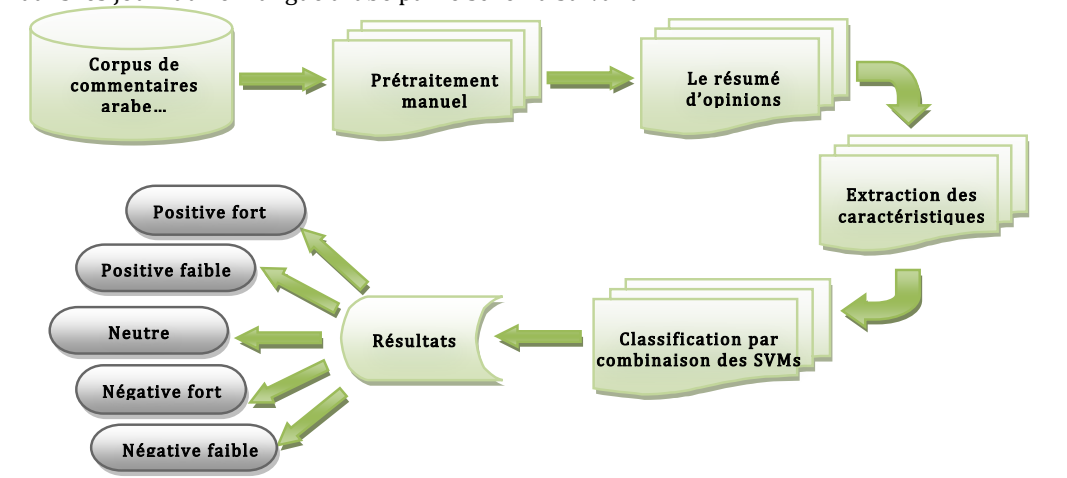 Corpus de
commentaires
arabe...
Prétraitement
manuel
Le résumé
d'opinions
Extraction des
caractéristiques
Classification par
combinaison des SVMs
Résultats
Positive fort
Positive faible
Neutre
Négative fort
Négative faible